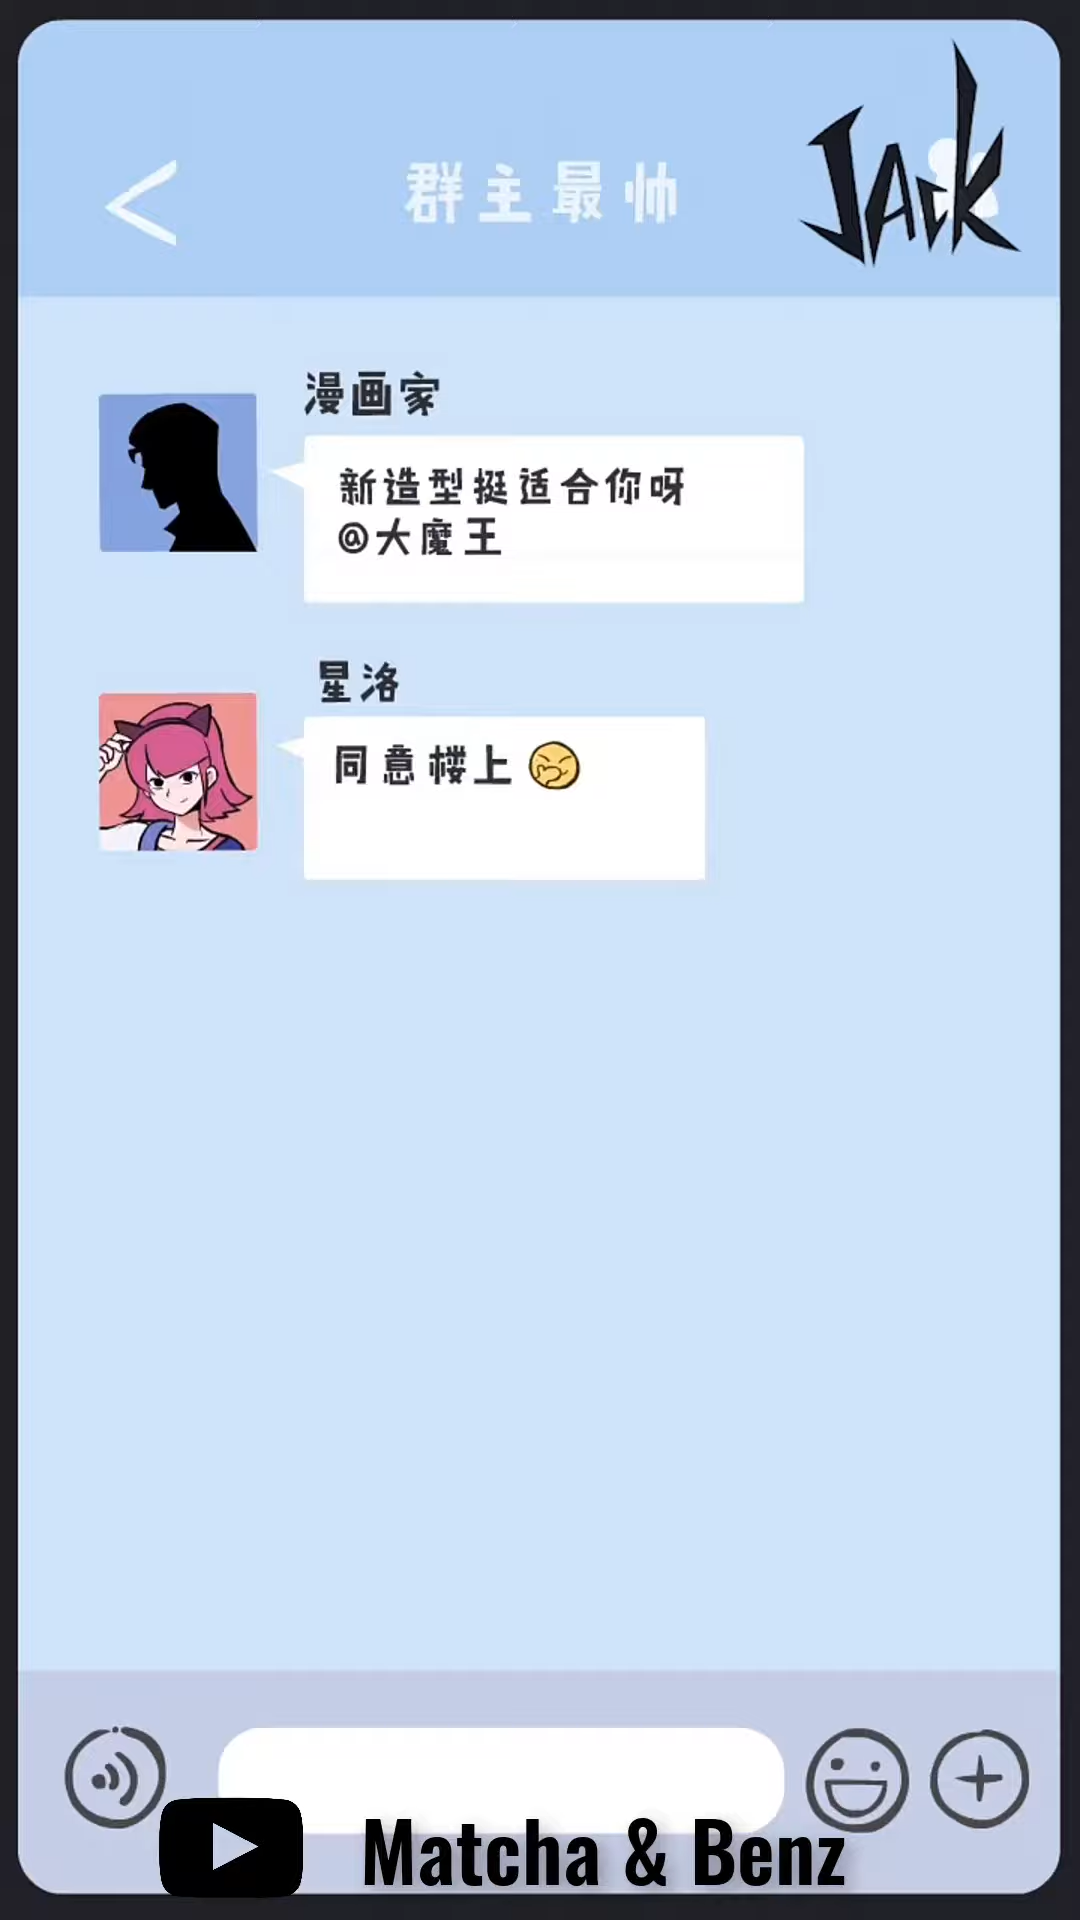 群主最帅
JAck
漫画家
新造型挺适合你呀
@大魔王
星洛
同意楼上
Matcha & Benz